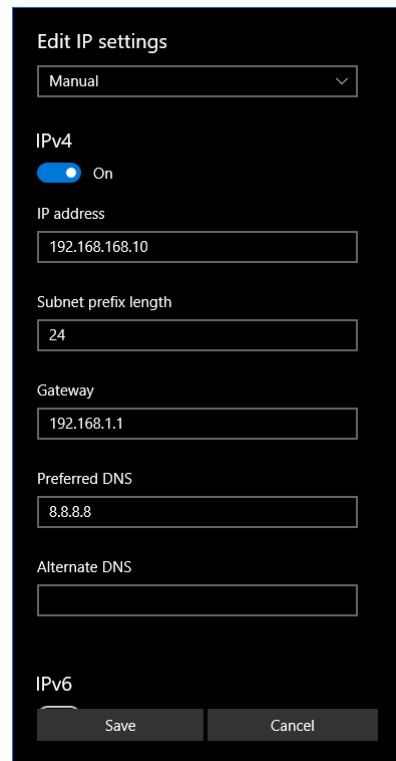 Edit IP settings
Manual
IPv4
On
IP address
192.168.168.10
Subnet prefix length
24
Gateway
192.168.1.1
Preferred DNS
8.8.8.8
Alternate DNS
IPv6
Save Cancel